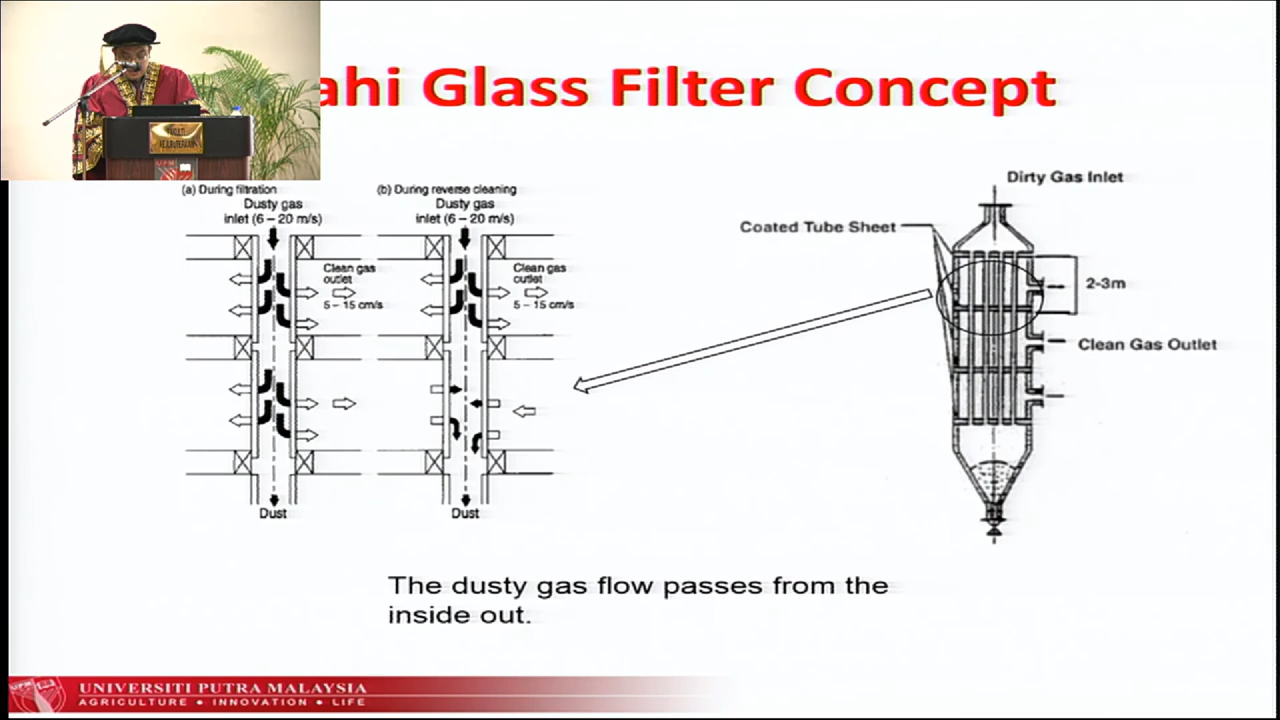 ahi Glass Filter Concept
(a) During filtration
Dusty gas
inlet (6 – 20 m/s)
Clean gas
outlet
5 – 15 cm/s
Dust
(b) During reverse cleaning
Dusty gas
inlet (6 – 20 m/s)
Clean gas
outlet
5 – 15 cm/s
Dust
Dirty Gas Inlet
Coated Tube Sheet
2-3m
Clean Gas Outlet
The dusty gas flow passes from the
inside out.
UNIVERSITI PUTRA MALAYSIA
AGRICULTURE • INNOVATION • LIFE